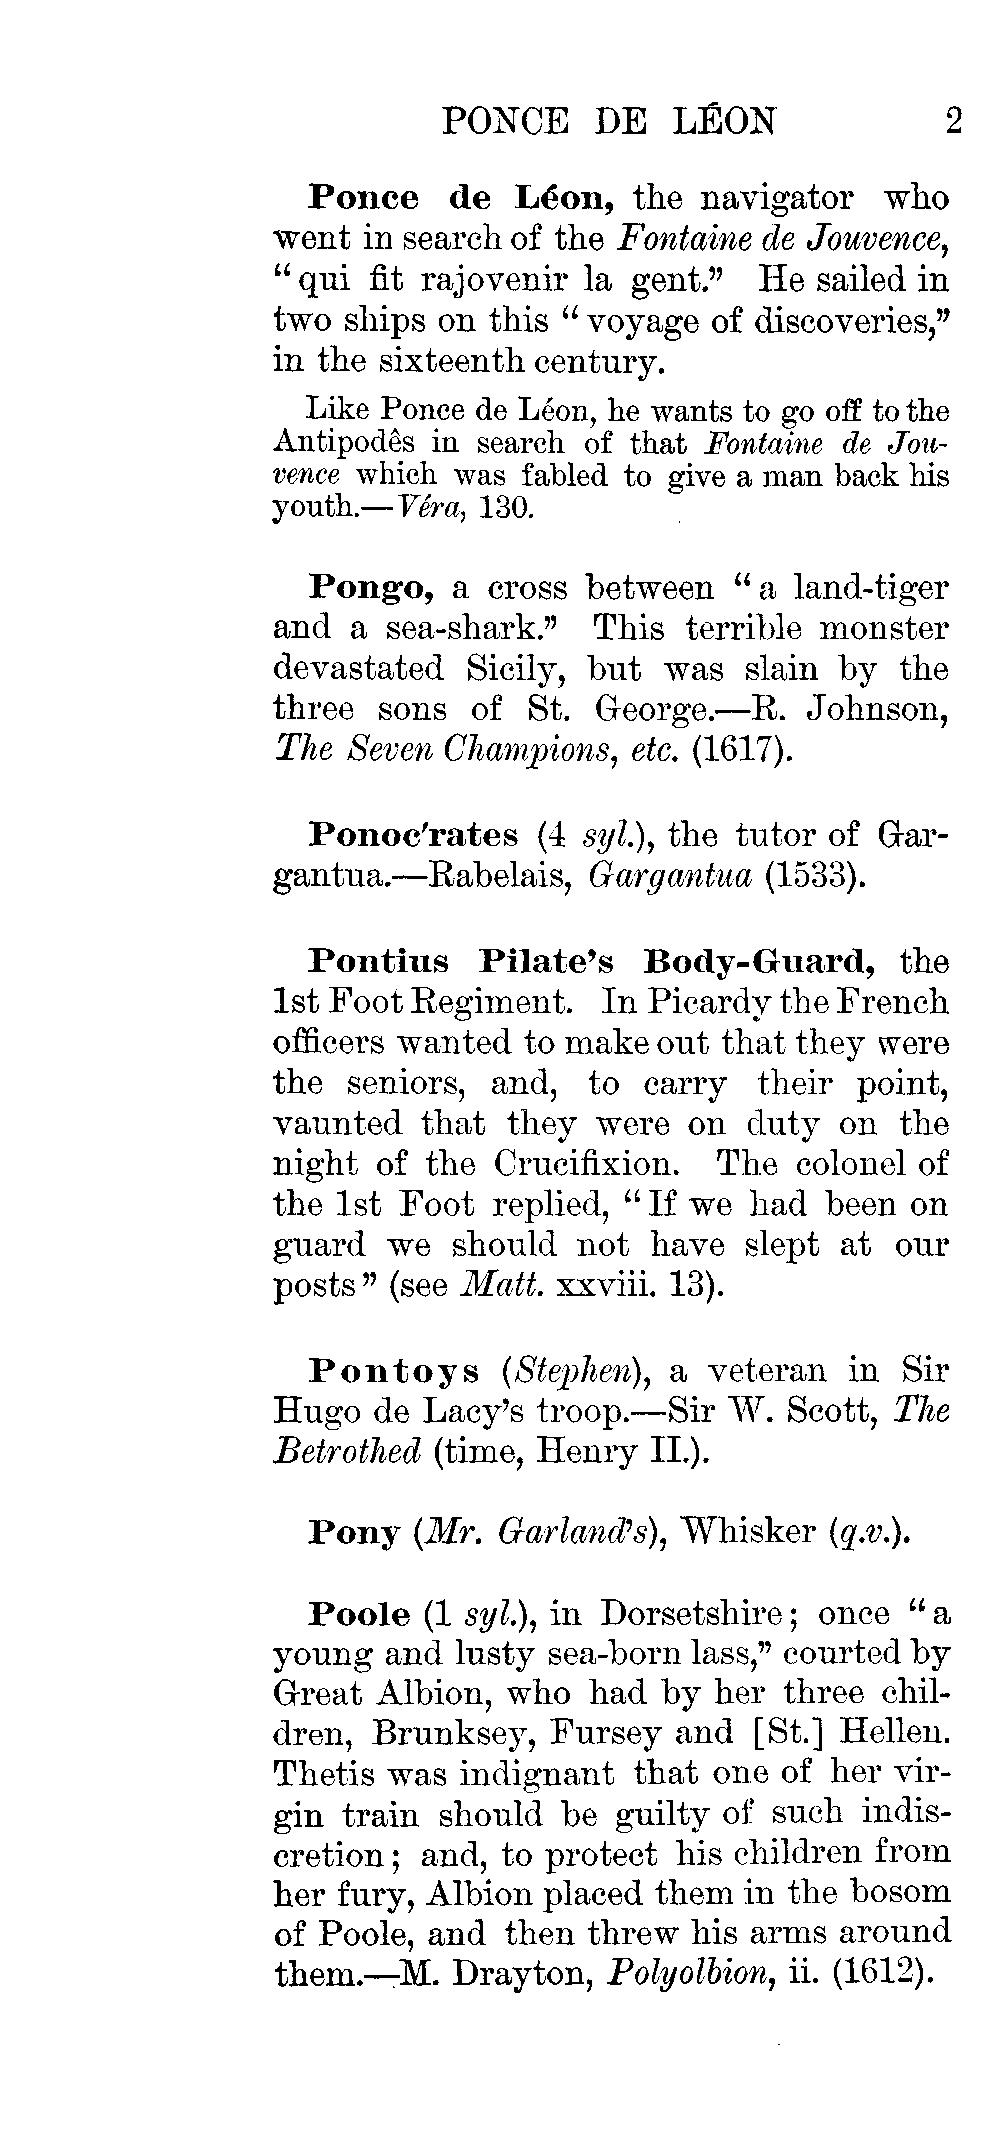 PONCE DE LÉON 2
Ponce de Léon, the navigator who
went in search of the Fontaine de Jouvence,
“qui fit rajovenir la gent.” He sailed in
two ships on this “voyage of discoveries,”
in the sixteenth century.
Like Ponce de Léon, he wants to go off to the
Antipodês in search of that Fontaine de Jou-
vence which was fabled to give a man back his
youth.—Véra, 130.
Pongo, a cross between “a land-tiger
and a sea-shark.” This terrible monster
devastated Sicily, but was slain by the
three sons of St. George.—R. Johnson,
The Seven Champions, etc. (1617).
Ponoc'rates (4 syl.), the tutor of Gar-
gantua.—Rabelais, Gargantua (1533).
Pontius Pilate’s Body-Guard, the
1st Foot Regiment. In Picardy the French
officers wanted to make out that they were
the seniors, and, to carry their point,
vaunted that they were on duty on the
night of the Crucifixion. The colonel of
the 1st Foot replied, “If we had been on
guard we should not have slept at our
posts” (see Matt. xxviii. 13).
Pontoys (Stephen), a veteran in Sir
Hugo de Lacy’s troop.—Sir W. Scott, The
Betrothed (time, Henry II.).
Pony (Mr. Garland’s), Whisker (q.v.).
Poole (1 syl.), in Dorsetshire; once “a
young and lusty sea-born lass,” courted by
Great Albion, who had by her three chil-
dren, Brunksey, Fursey and [St.] Hellen.
Thetis was indignant that one of her vir-
gin train should be guilty of such indis-
cretion; and, to protect his children from
her fury, Albion placed them in the bosom
of Poole, and then threw his arms around
them.—M. Drayton, Polyolbion, ii. (1612).